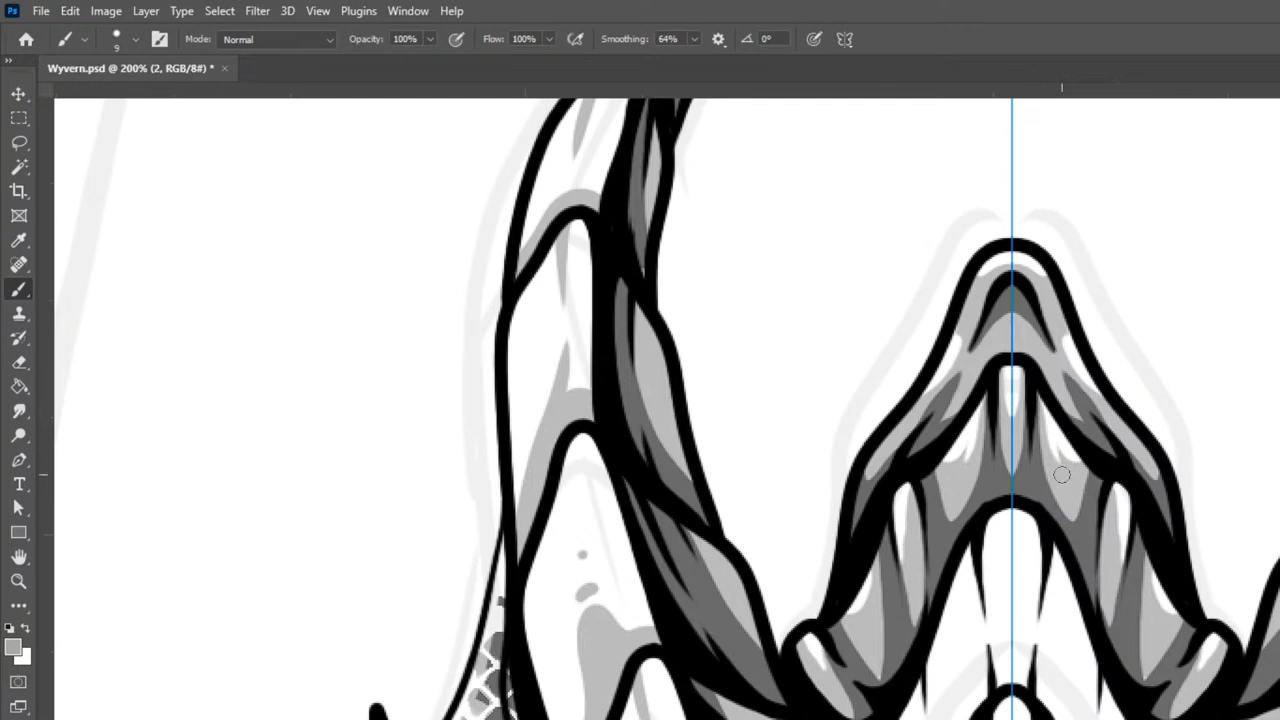 Ps File Edit Image Layer Type Select Filter 3D View Plugins Window Help
9 Mode: Normal Opacity: 100% Flow: 100% Smoothing: 64% 0°
Wyvern.psd @ 200% (2, RGB/8#) * ×